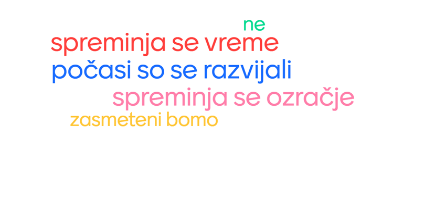 ne
spreminja se vreme
počasi so se razvijali
spreminja se ozračje
zasmeteni bomo